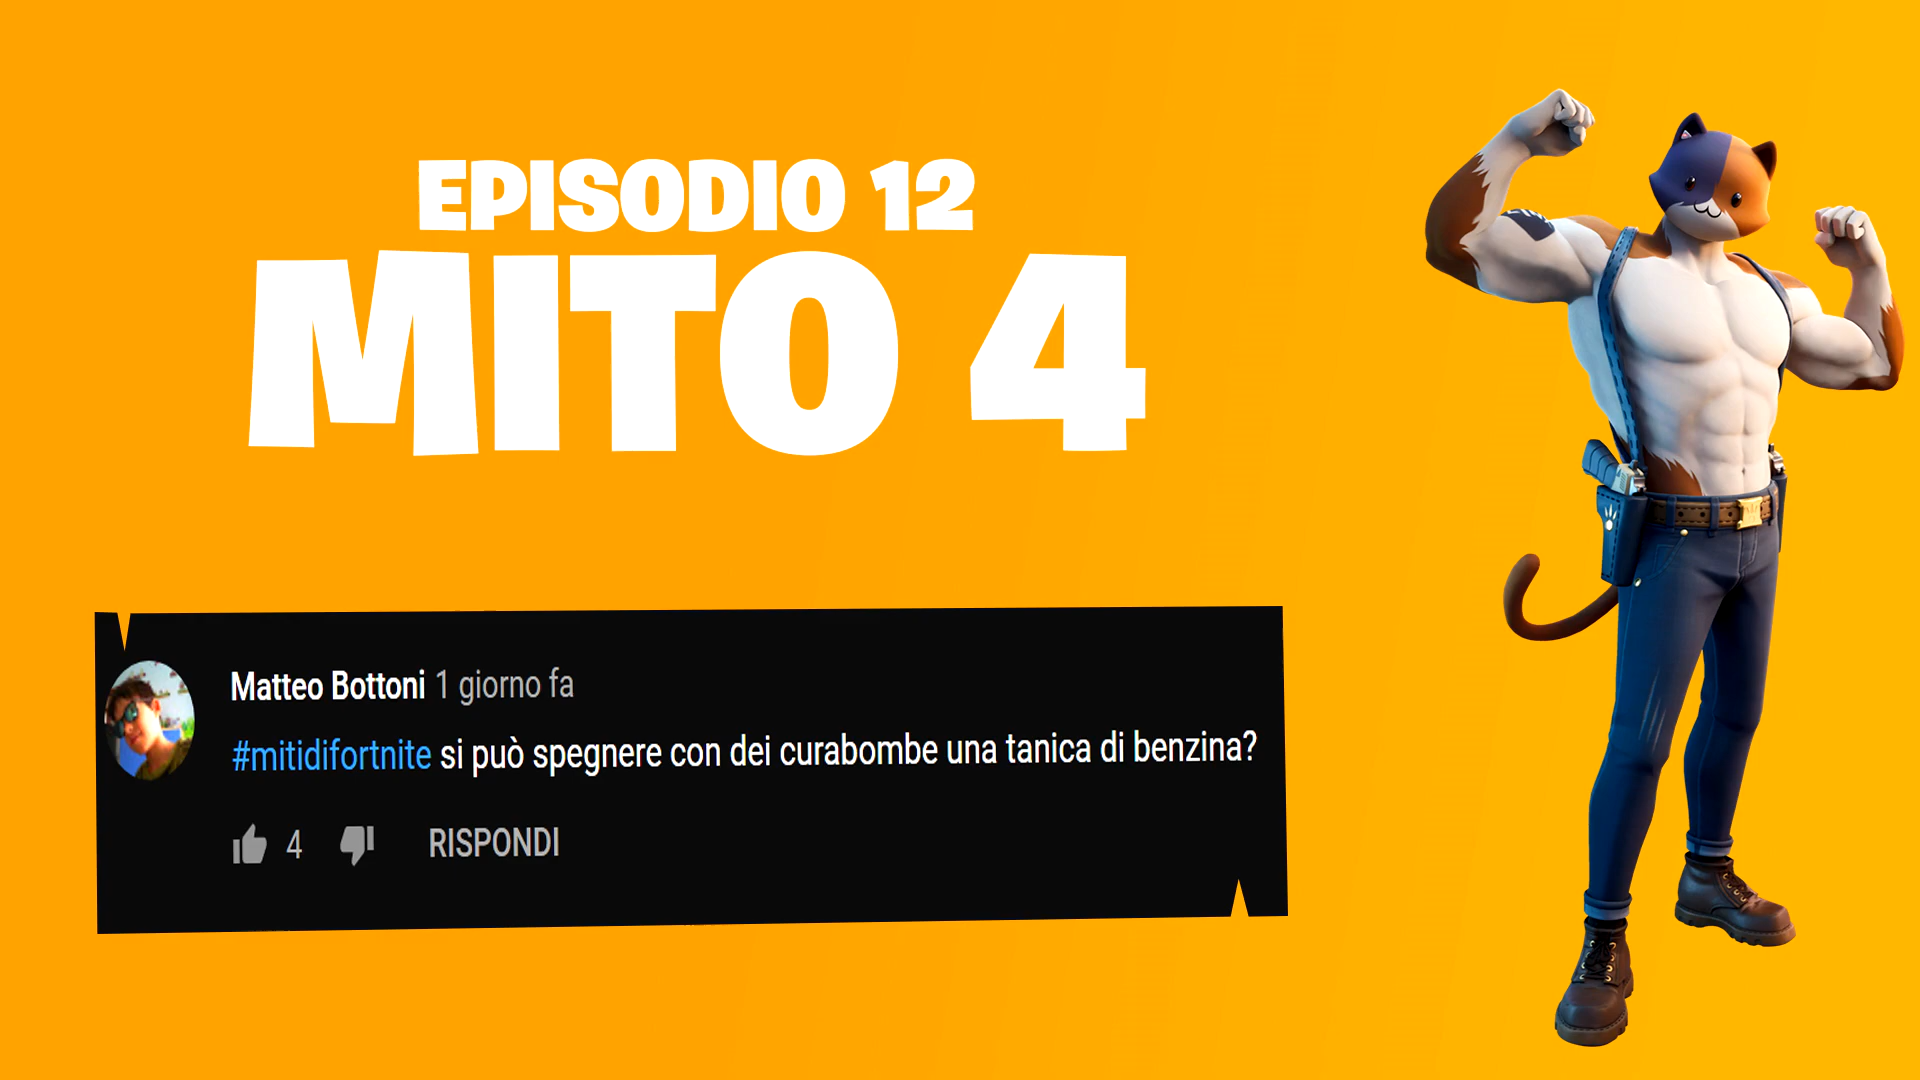 EPISODIO 12
MITO 4
Matteo Bottoni 1 giorno fa
#mitidifortnite si può spegnere con dei curabombe una tanica di benzina?
4 RISPONDI